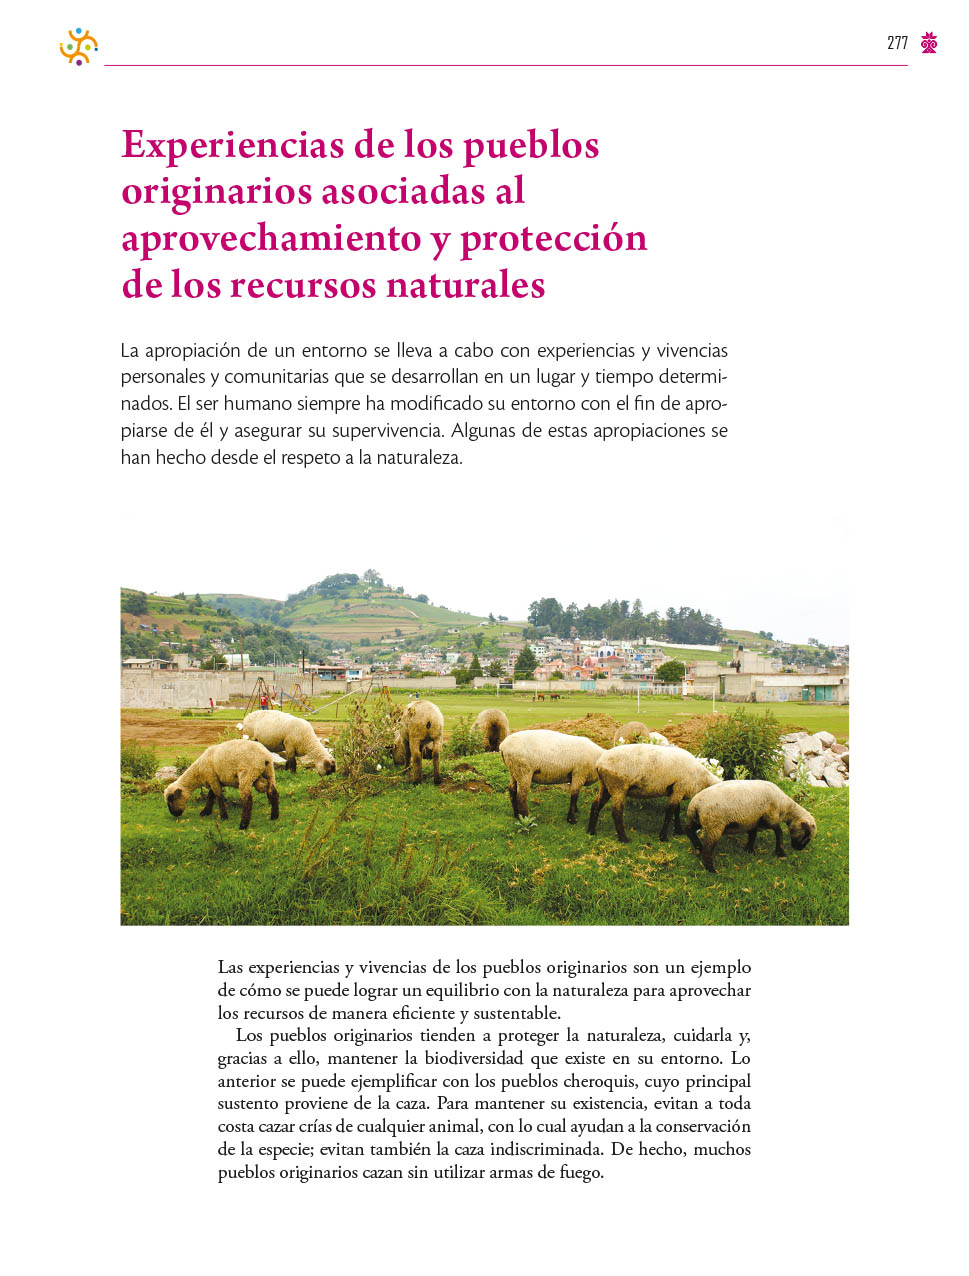 277
Experiencias de los pueblos
originarios asociadas al
aprovechamiento y protección
de los recursos naturales
La apropiación de un entorno se lleva a cabo con experiencias y vivencias
personales y comunitarias que se desarrollan en un lugar y tiempo determi-
nados. El ser humano siempre ha modificado su entorno con el fin de apro-
piarse de él y asegurar su supervivencia. Algunas de estas apropiaciones se
han hecho desde el respeto a la naturaleza.
Las experiencias y vivencias de los pueblos originarios son un ejemplo
de cómo se puede lograr un equilibrio con la naturaleza para aprovechar
los recursos de manera eficiente y sustentable.
Los pueblos originarios tienden a proteger la naturaleza, cuidarla y,
gracias a ello, mantener la biodiversidad que existe en su entorno. Lo
anterior se puede ejemplificar con los pueblos cheroquis, cuyo principal
sustento proviene de la caza. Para mantener su existencia, evitan a toda
costa cazar crías de cualquier animal, con lo cual ayudan a la conservación
de la especie; evitan también la caza indiscriminada. De hecho, muchos
pueblos originarios cazan sin utilizar armas de fuego.